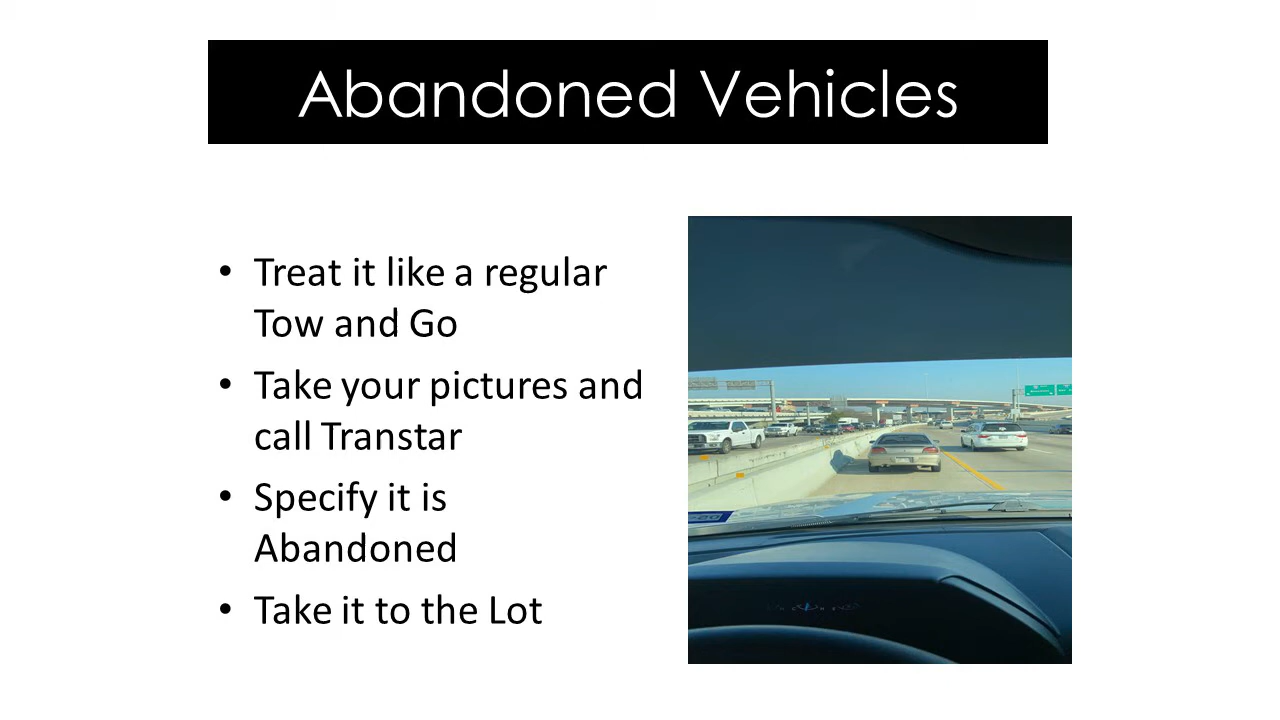 Abandoned Vehicles
• Treat it like a regular
Tow and Go
• Take your pictures and
call Transtar
• Specify it is
Abandoned
• Take it to the Lot